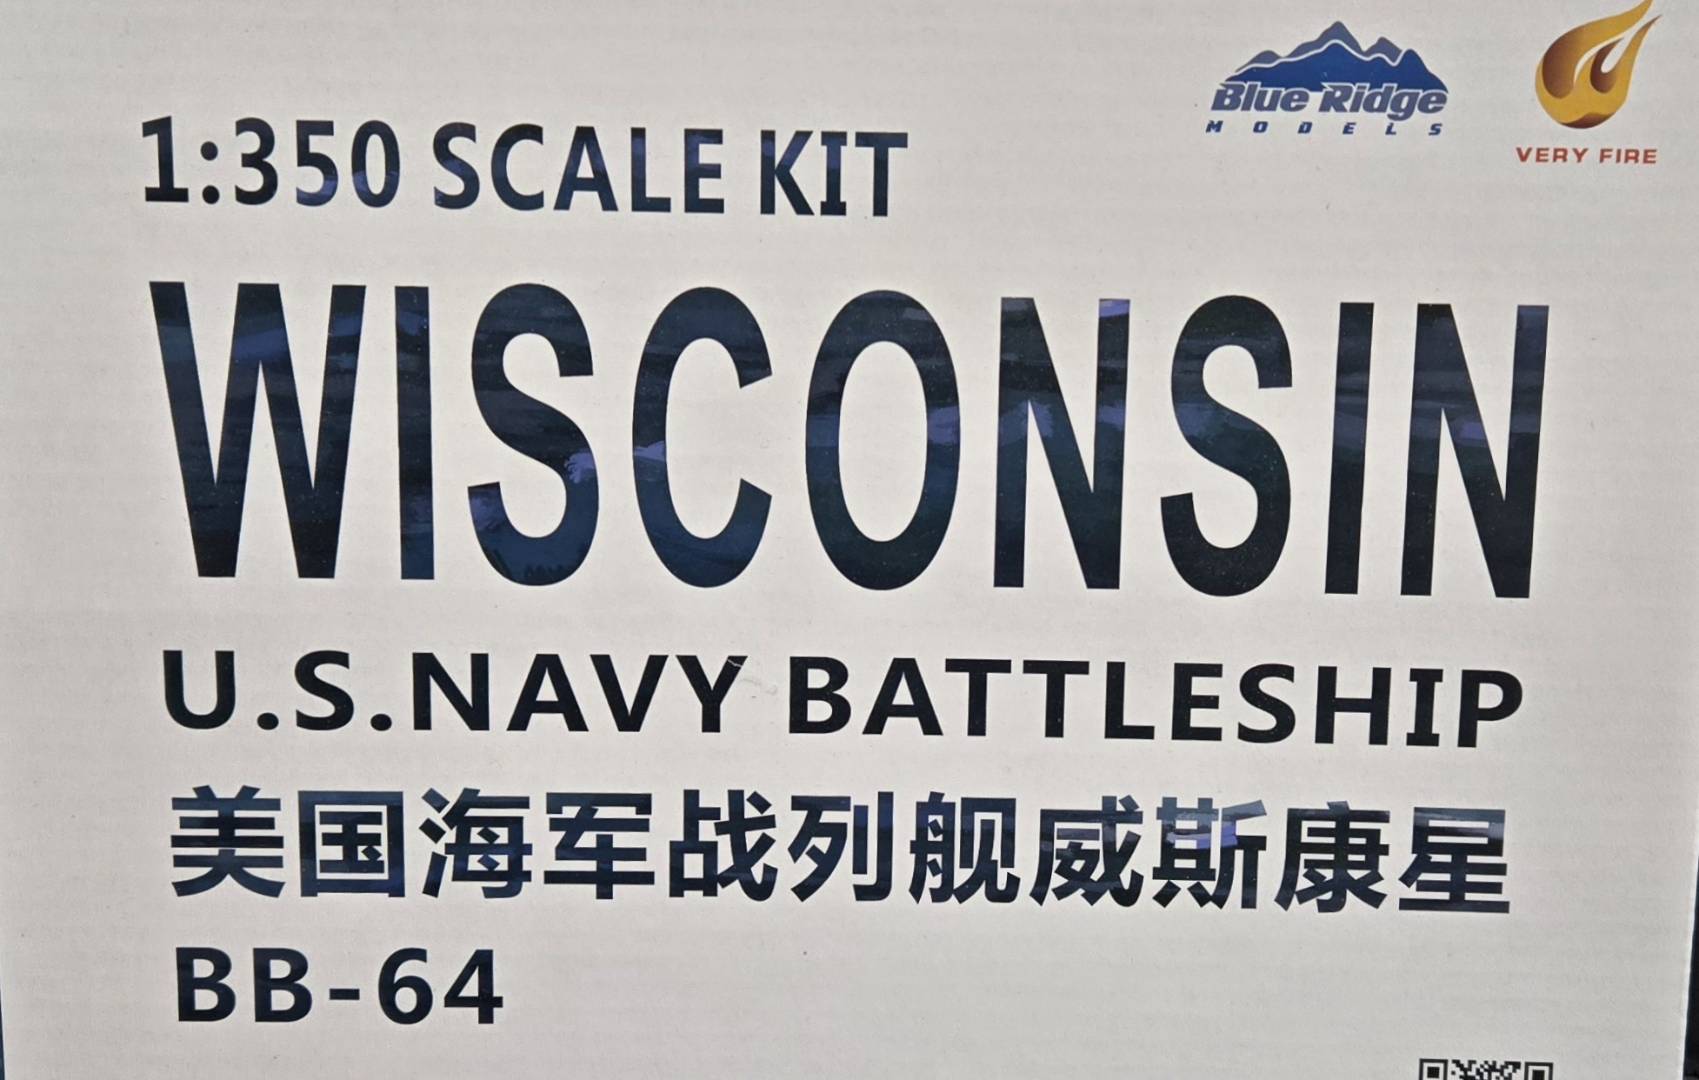 Blue Ridge
MODELS
VERY FIRE
1:350 SCALE KIT
WISCONSIN
U.S.NAVY BATTLESHIP
美国海军战列舰威斯康星
BB-64